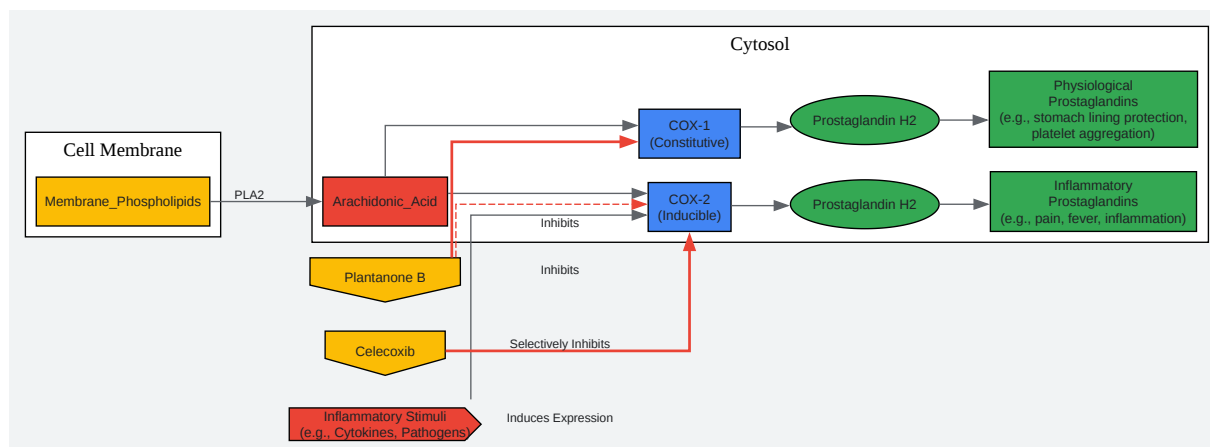 Cytosol
Cell Membrane
Membrane_Phospholipids
PLA2
Arachidonic_Acid
COX-1
(Constitutive)
Prostaglandin H2
Physiological
Prostaglandins
(e.g., stomach lining protection,
platelet aggregation)
COX-2
(Inducible)
Prostaglandin H2
Inflammatory
Prostaglandins
(e.g., pain, fever, inflammation)
Inhibits
Plantanone B
Inhibits
Celecoxib
Selectively Inhibits
Inflammatory Stimuli
(e.g., Cytokines, Pathogens)
Induces Expression